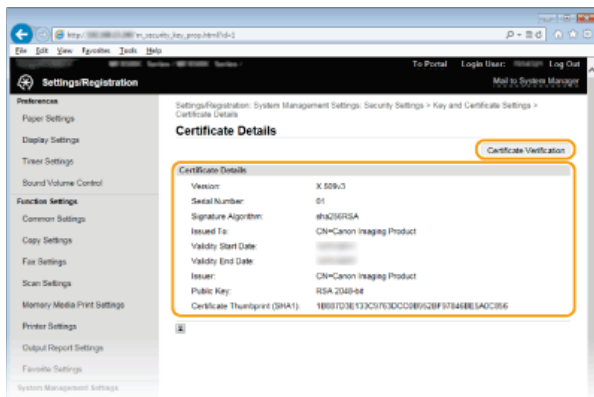 http://
m_security_key_prop.html?id=1
File Edit View Favorites Tools Help
To Portal Login User: Log Out
Settings/Registration
Mail to System Manager
Preferences
Paper Settings
Display Settings
Timer Settings
Sound Volume Control
Function Settings
Common Settings
Copy Settings
Fax Settings
Scan Settings
Memory Media Print Settings
Printer Settings
Output Report Settings
Favorite Settings
System Management Settings
Settings/Registration: System Management Settings: Security Settings > Key and Certificate Settings >
Certificate Details
Certificate Details
Certificate Verification
Certificate Details
Version: X.509v3
Serial Number: 01
Signature Algorithm: sha256RSA
Issued To: CN=Canon Imaging Product
Validity Start Date:
Validity End Date:
Issuer: CN=Canon Imaging Product
Public Key: RSA 2048-bit
Certificate Thumbprint (SHA1):